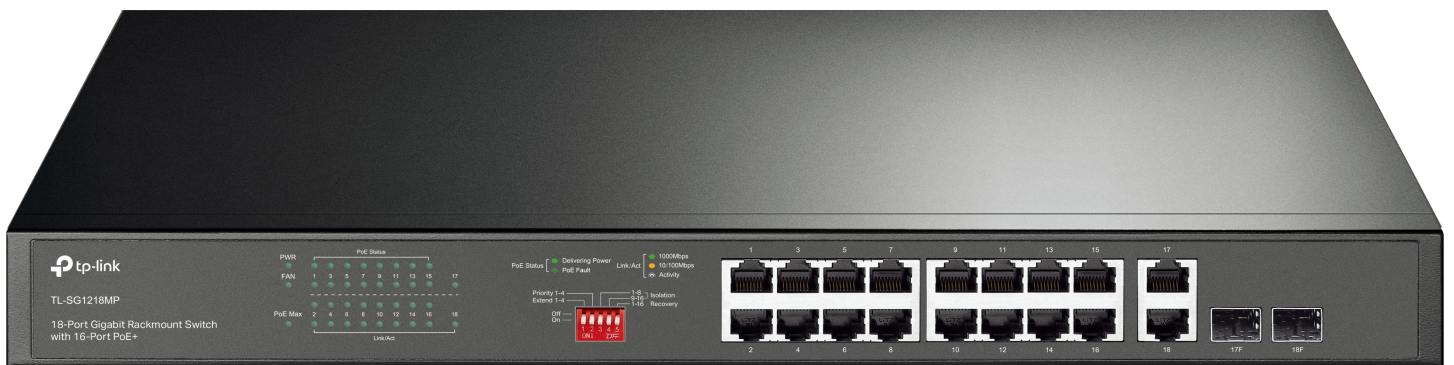 tp-link
TL-SG1218MP
18-Port Gigabit Rackmount Switch
with 16-Port PoE+
PWR
FAN
PoE Max
PoE Status
1 3 5 7 9 11 13 15 17
2 4 6 8 10 12 14 16 18
Link/Act
PoE Status
Delivering Power
PoE Fault
Link/Act
1000Mbps
10/100Mbps
Activity
Priority 1-4
Extend 1-4
1-8
9-16
Isolation
1-16 Recovery
Off
On
1 2 3 4 5
ON
1 3 5 7 9 11 13 15 17
2 4 6 8 10 12 14 16 18 17F 18F